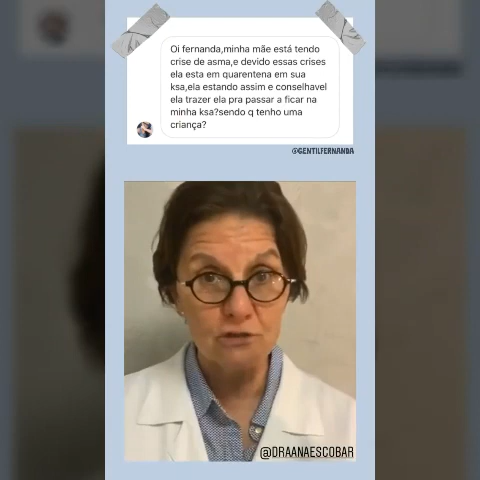 Oi fernanda,minha mãe está tendo
crise de asma,e devido essas crises
ela esta em quarentena em sua
ksa,ela estando assim e conselhavel
ela trazer ela pra passar a ficar na
minha ksa?sendo q tenho uma
criança?
@GENTILFERNANDA
@DRAANAESCOBAR